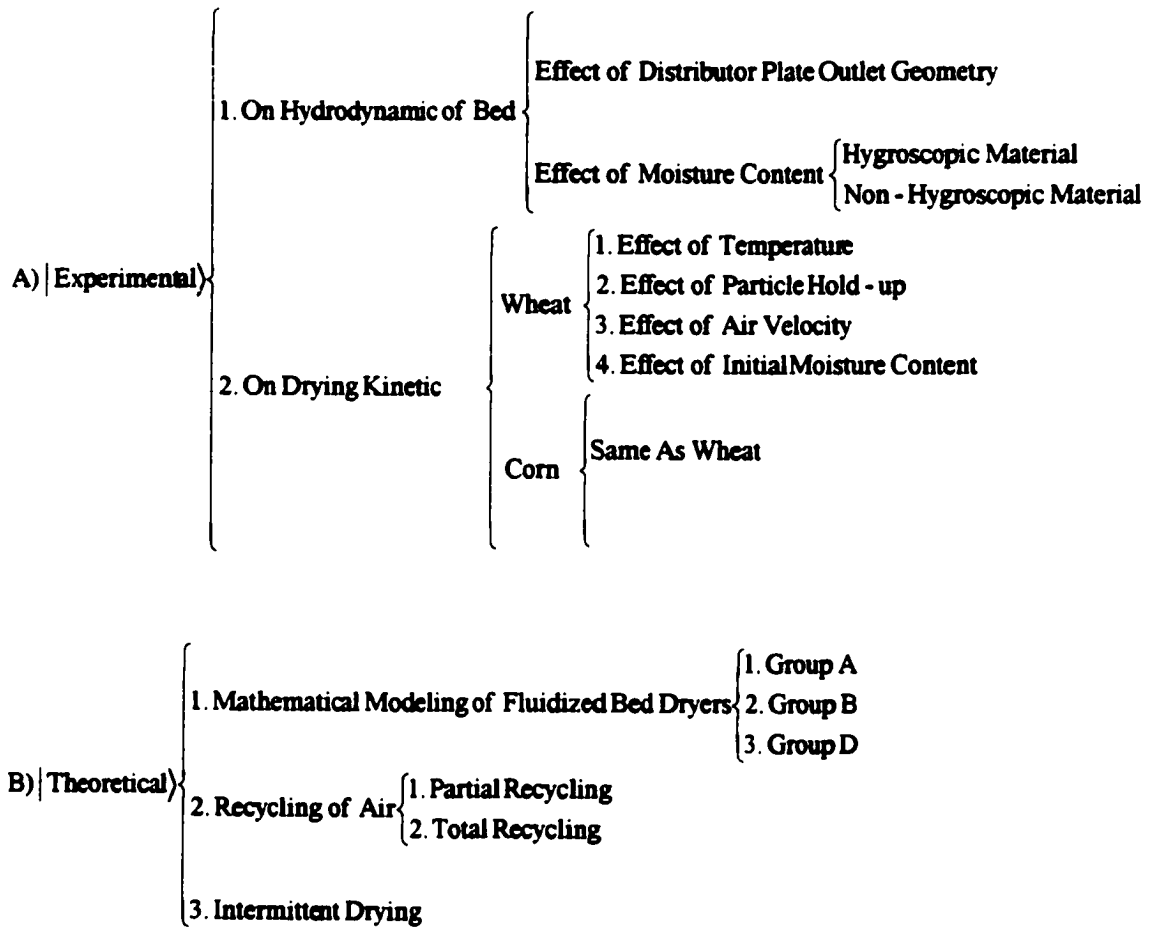 Effect of Distributor Plate Outlet Geometry
1. On Hydrodynamic of Bed
Effect of Moisture Content
Hygroscopic Material
Non - Hygroscopic Material
A) |Experimental⟩
1. Effect of Temperature
Wheat
2. Effect of Particle Hold - up
3. Effect of Air Velocity
4. Effect of Initial Moisture Content
2. On Drying Kinetic
Corn
Same As Wheat
1. Group A
1. Mathematical Modeling of Fluidized Bed Dryers
2. Group B
3. Group D
B) |Theoretical⟩
2. Recycling of Air
1. Partial Recycling
2. Total Recycling
3. Intermittent Drying